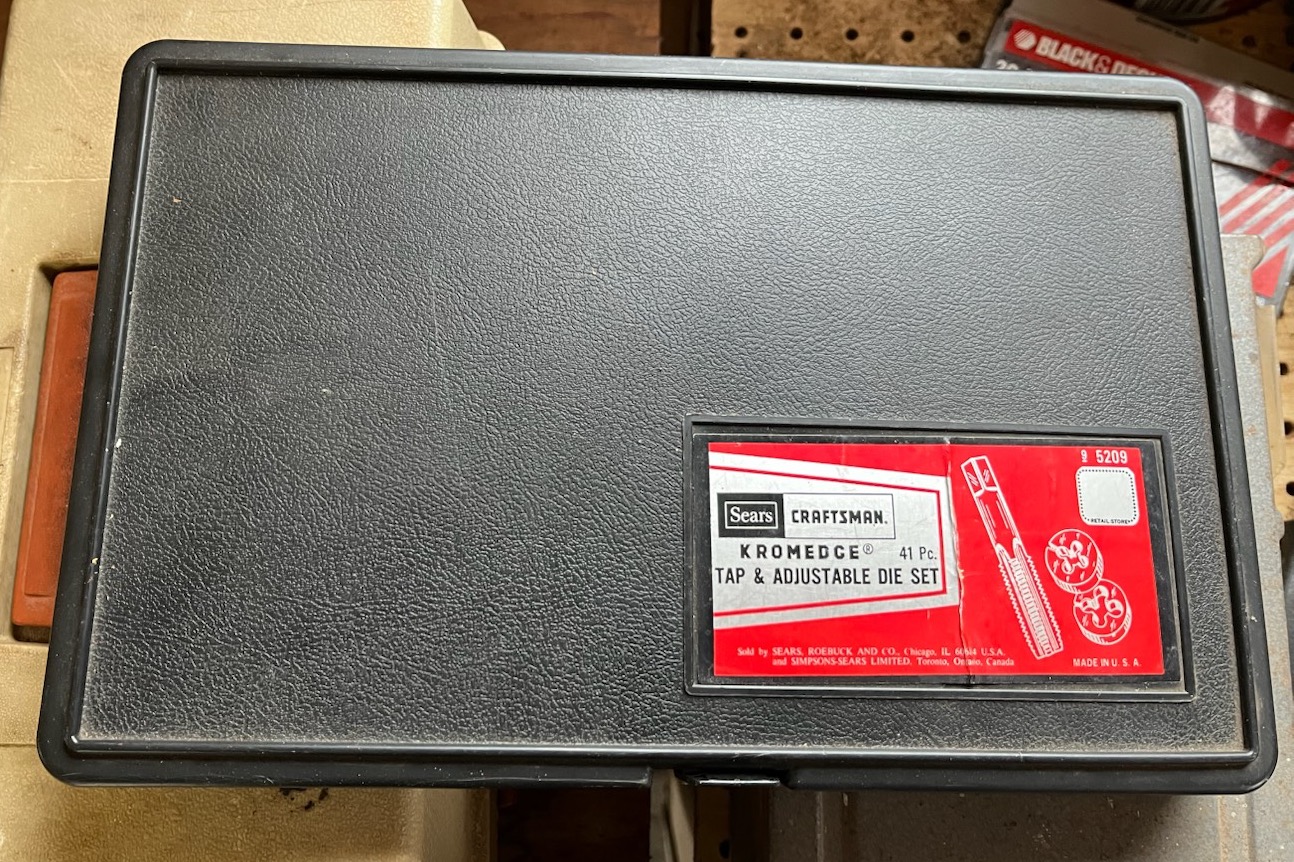 BLACK&DECK
9 5209
RETAIL STORE
Sears CRAFTSMAN.
KROMEDGE® 41 Pc.
TAP & ADJUSTABLE DIE SET
Sold by SEARS, ROEBUCK AND CO., Chicago, IL 60614 U.S.A.
and SIMPSONS-SEARS LIMITED. Toronto, Ontario, Canada
MADE IN U. S. A.